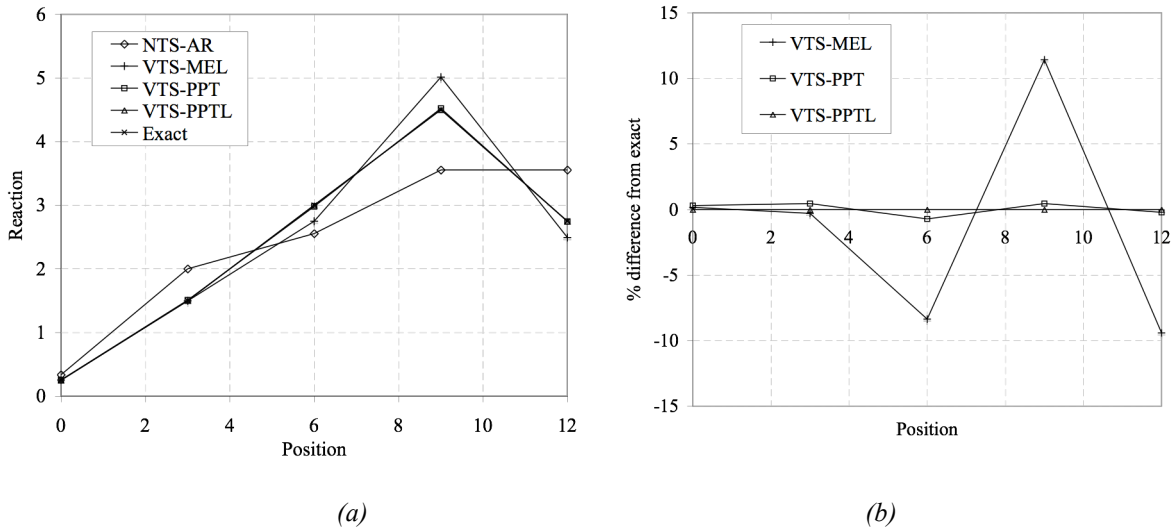 6
5
4
3
2
1
0
Reaction
NTS-AR
VTS-MEL
VTS-PPT
VTS-PPTL
Exact
0 2 4 6 8 10 12
Position
(a)
15
10
5
0
-5
-10
-15
% difference from exact
VTS-MEL
VTS-PPT
VTS-PPTL
0 2 4 6 8 10 12
Position
(b)